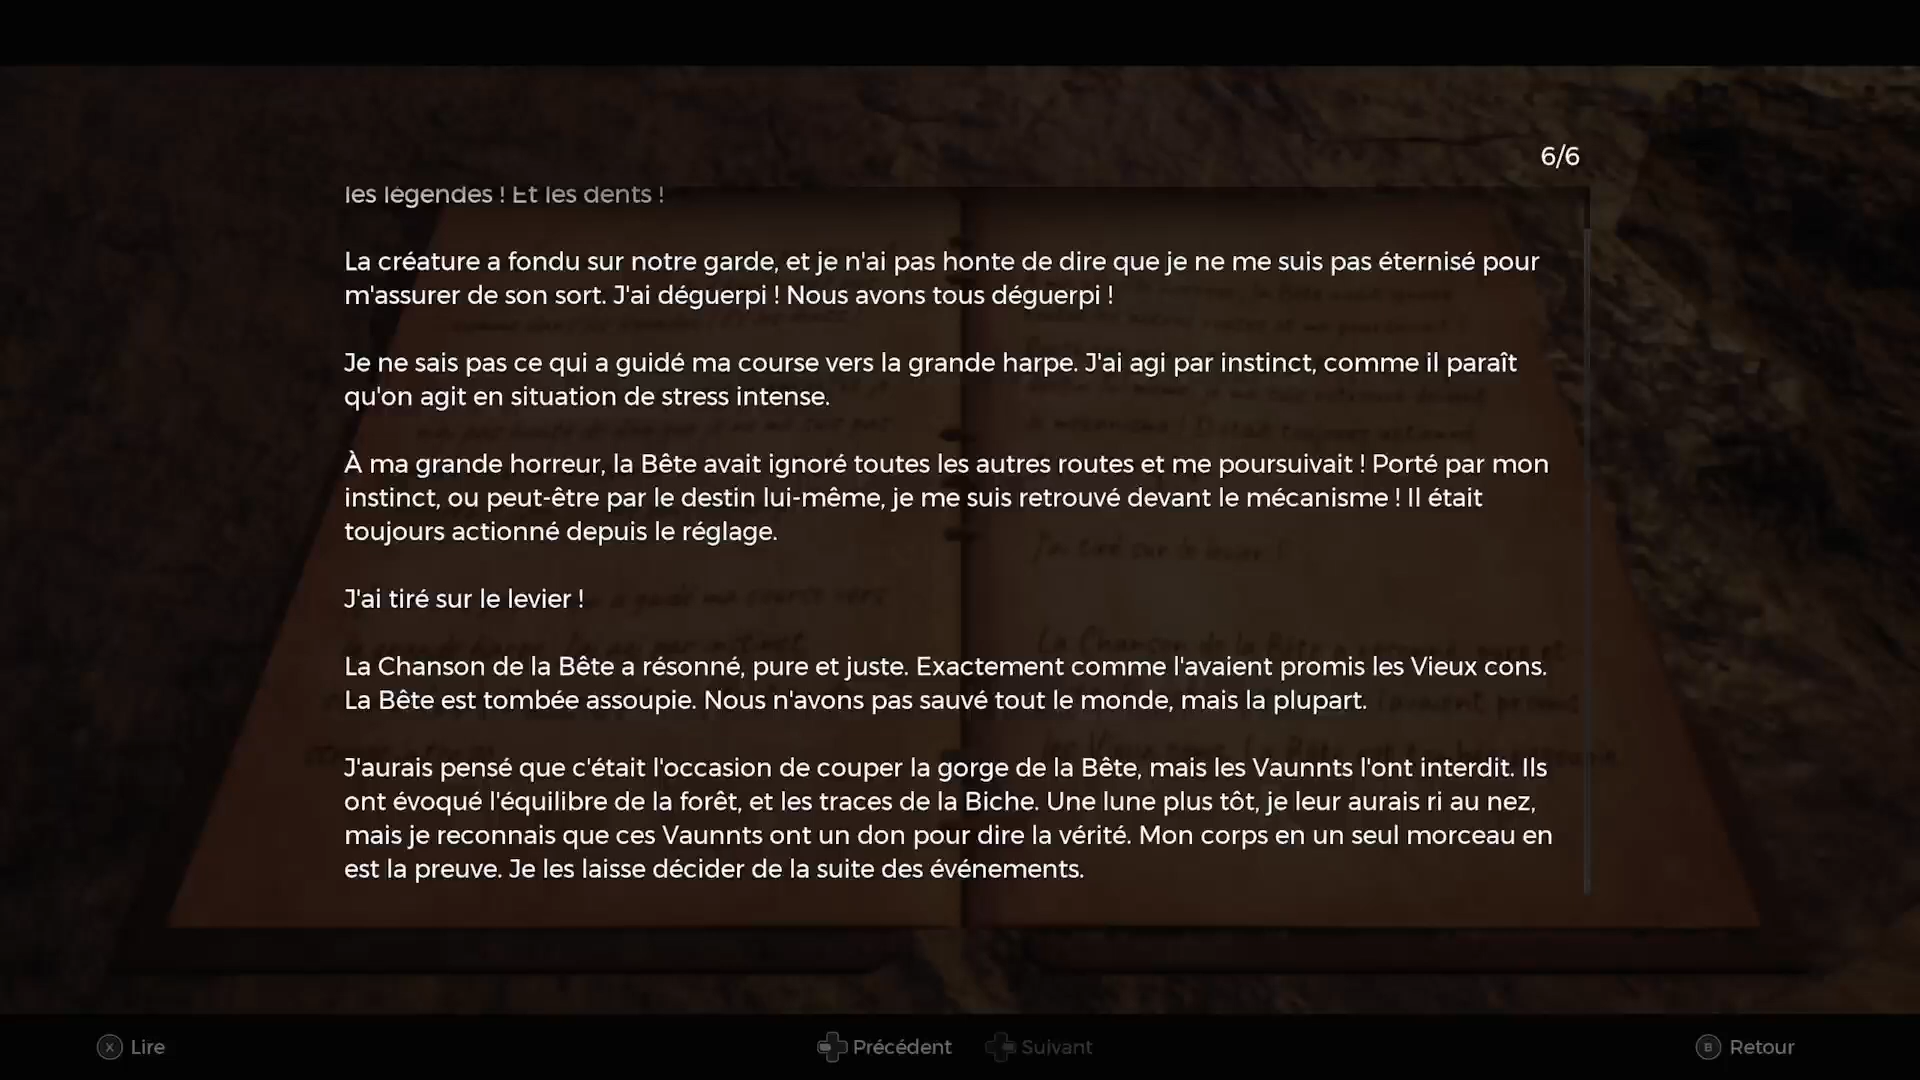 6/6
les légendes ! Et les dents !
La créature a fondu sur notre garde, et je n'ai pas honte de dire que je ne me suis pas éternisé pour
m'assurer de son sort. J'ai déguerpi ! Nous avons tous déguerpi !
Je ne sais pas ce qui a guidé ma course vers la grande harpe. J'ai agi par instinct, comme il paraît
qu'on agit en situation de stress intense.
À ma grande horreur, la Bête avait ignoré toutes les autres routes et me poursuivait ! Porté par mon
instinct, ou peut-être par le destin lui-même, je me suis retrouvé devant le mécanisme ! Il était
toujours actionné depuis le réglage.
J'ai tiré sur le levier !
La Chanson de la Bête a résonné, pure et juste. Exactement comme l'avaient promis les Vieux cons.
La Bête est tombée assoupie. Nous n'avons pas sauvé tout le monde, mais la plupart.
J'aurais pensé que c'était l'occasion de couper la gorge de la Bête, mais les Vaunnts l'ont interdit. Ils
ont évoqué l'équilibre de la forêt, et les traces de la Biche. Une lune plus tôt, je leur aurais ri au nez,
mais je reconnais que ces Vaunnts ont un don pour dire la vérité. Mon corps en un seul morceau en
est la preuve. Je les laisse décider de la suite des événements.
X Lire
Précédent
Suivant
B Retour